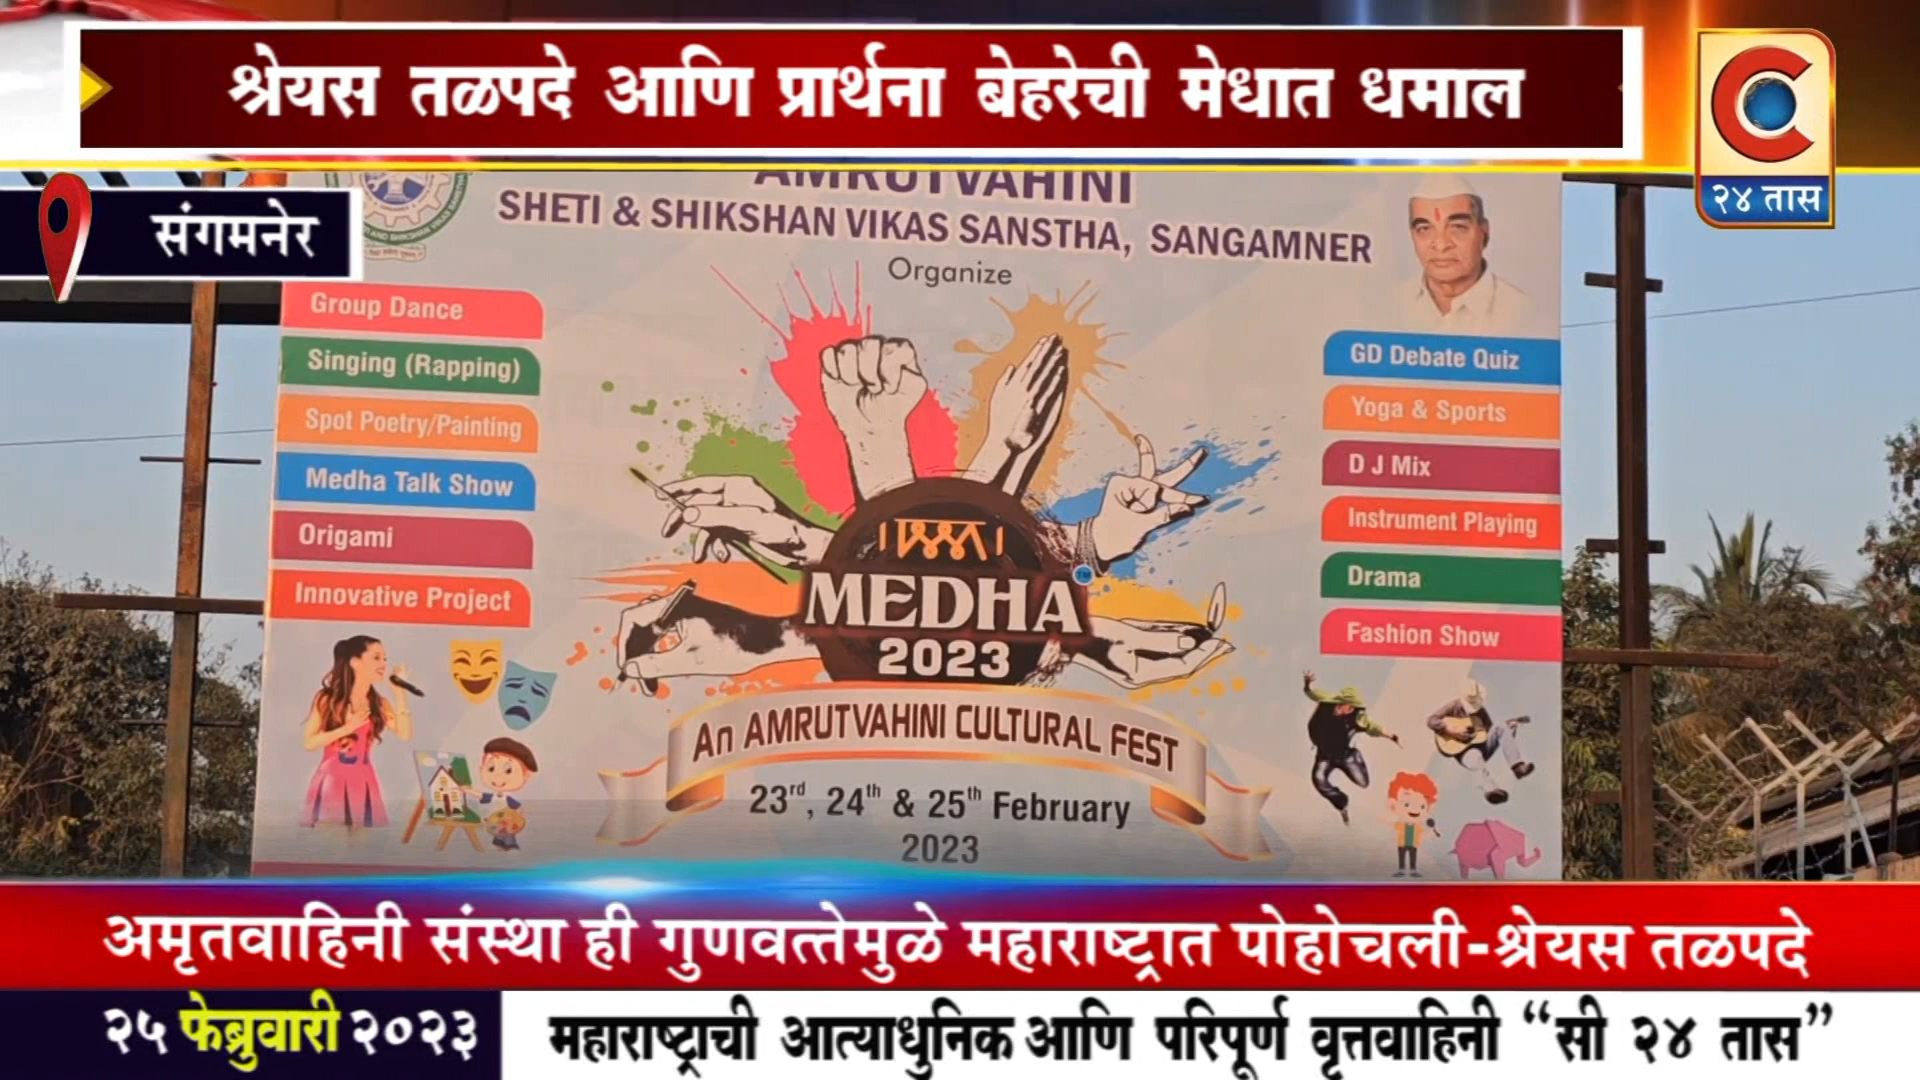 श्रेयस तळपदे आणि प्रार्थना बेहरेची मेधात धमाल
२४ तास
संगमनेर
AMRUTVAHINI
SHETI & SHIKSHAN VIKAS SANSTHA, SANGAMNER
Organize
Group Dance
Singing (Rapping)
Spot Poetry/Painting
Medha Talk Show
Origami
Innovative Project
GD Debate Quiz
Yoga & Sports
D J Mix
Instrument Playing
Drama
Fashion Show
MEDHA TM
2023
An AMRUTVAHINI CULTURAL FEST
23rd, 24th & 25th February
2023
अमृतवाहिनी संस्था ही गुणवत्तेमुळे महाराष्ट्रात पोहोचली-श्रेयस तळपदे
२५ फेब्रुवारी २०२३
महाराष्ट्राची आत्याधुनिक आणि परिपूर्ण वृत्तवाहिनी “सी २४ तास”